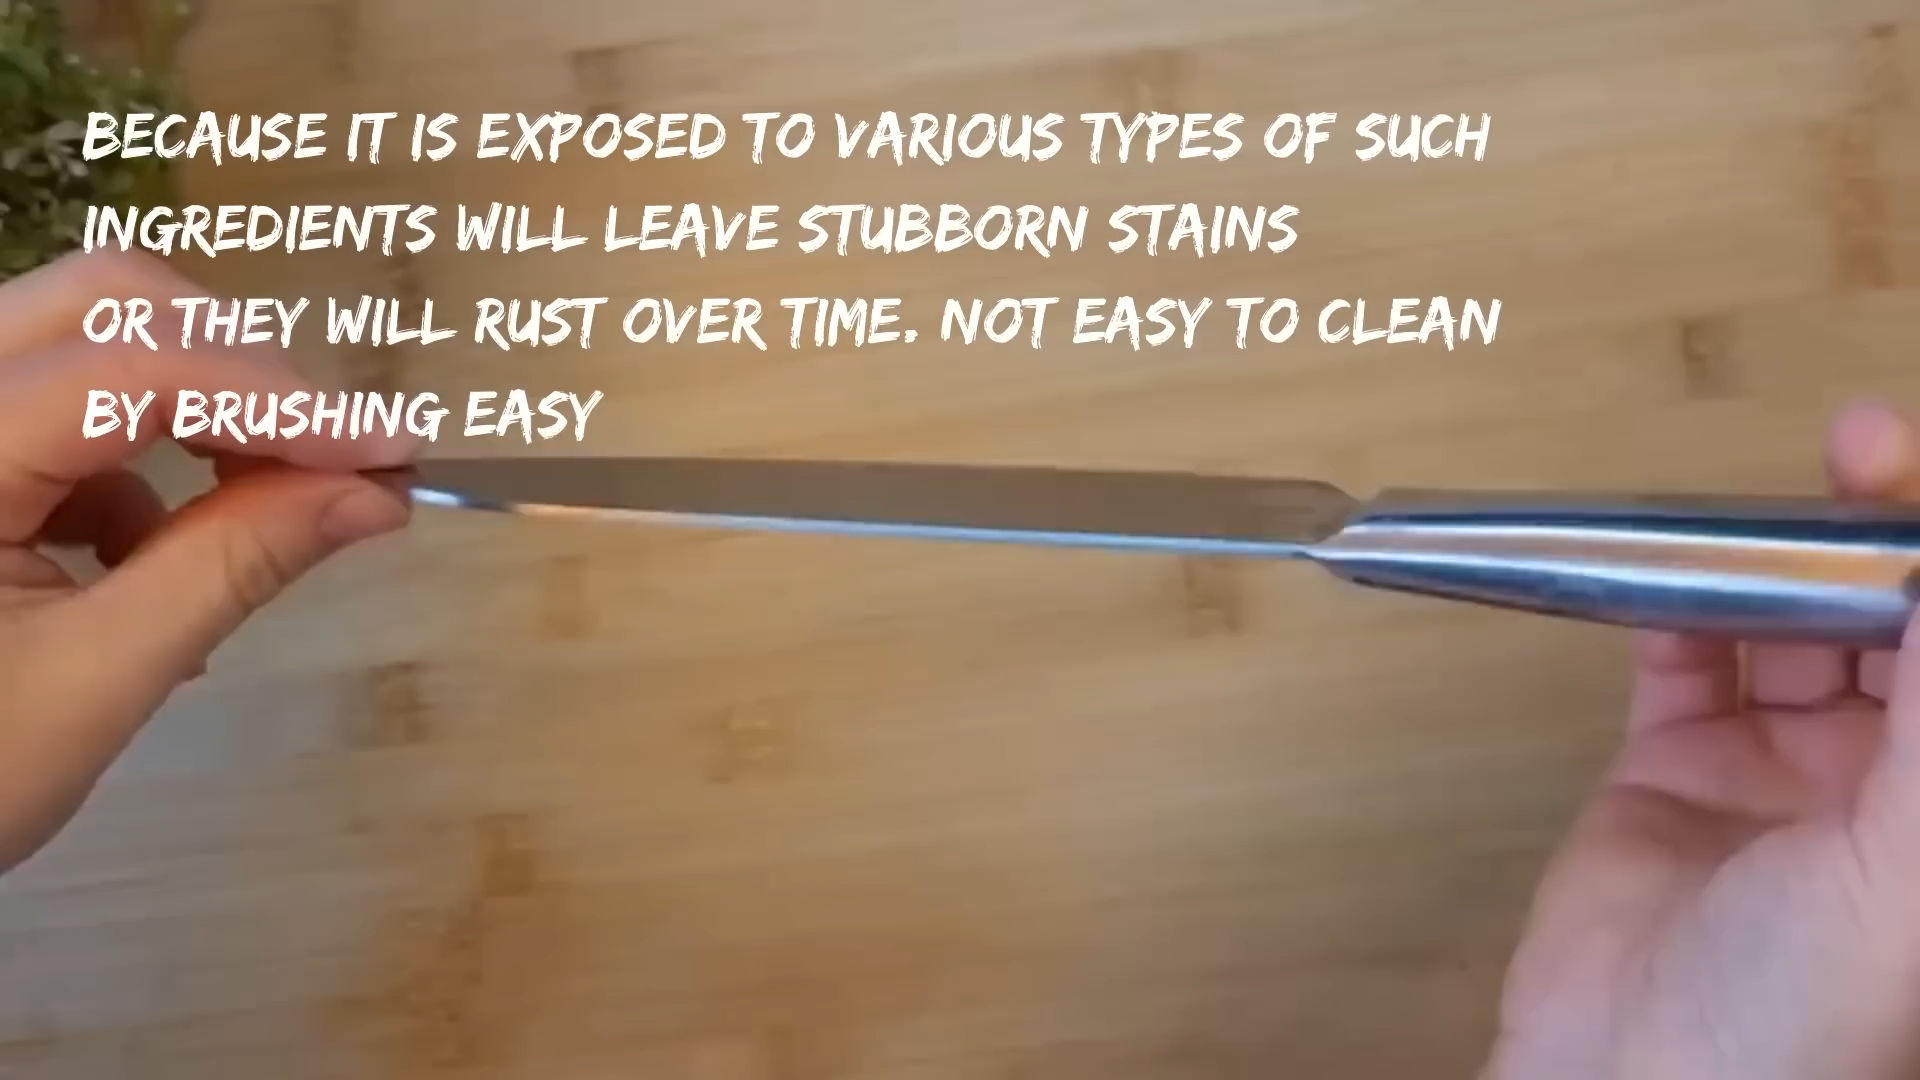 BECAUSE IT IS EXPOSED TO VARIOUS TYPES OF SUCH
INGREDIENTS WILL LEAVE STUBBORN STAINS
OR THEY WILL RUST OVER TIME. NOT EASY TO CLEAN
BY BRUSHING EASY